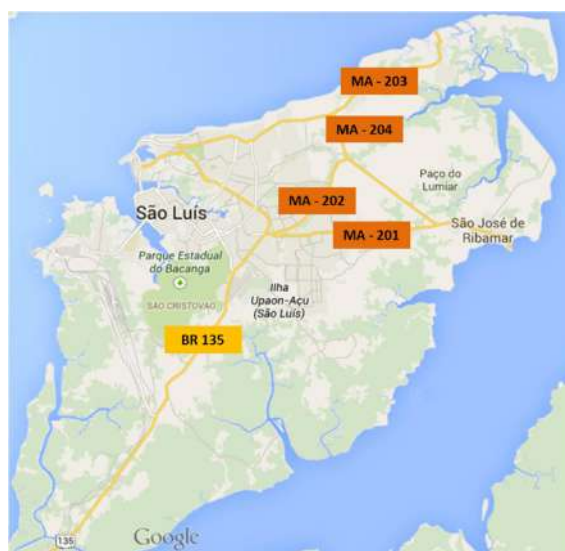 MA - 203
MA - 204
Paço do
Lumiar
MA - 202
São Luís
São José de
Ribamar
MA - 201
Parque Estadual
do Bacanga
Ilha
Upaon-Açu
(São Luís)
SÃO CRISTOVAO
BR 135
135
Google